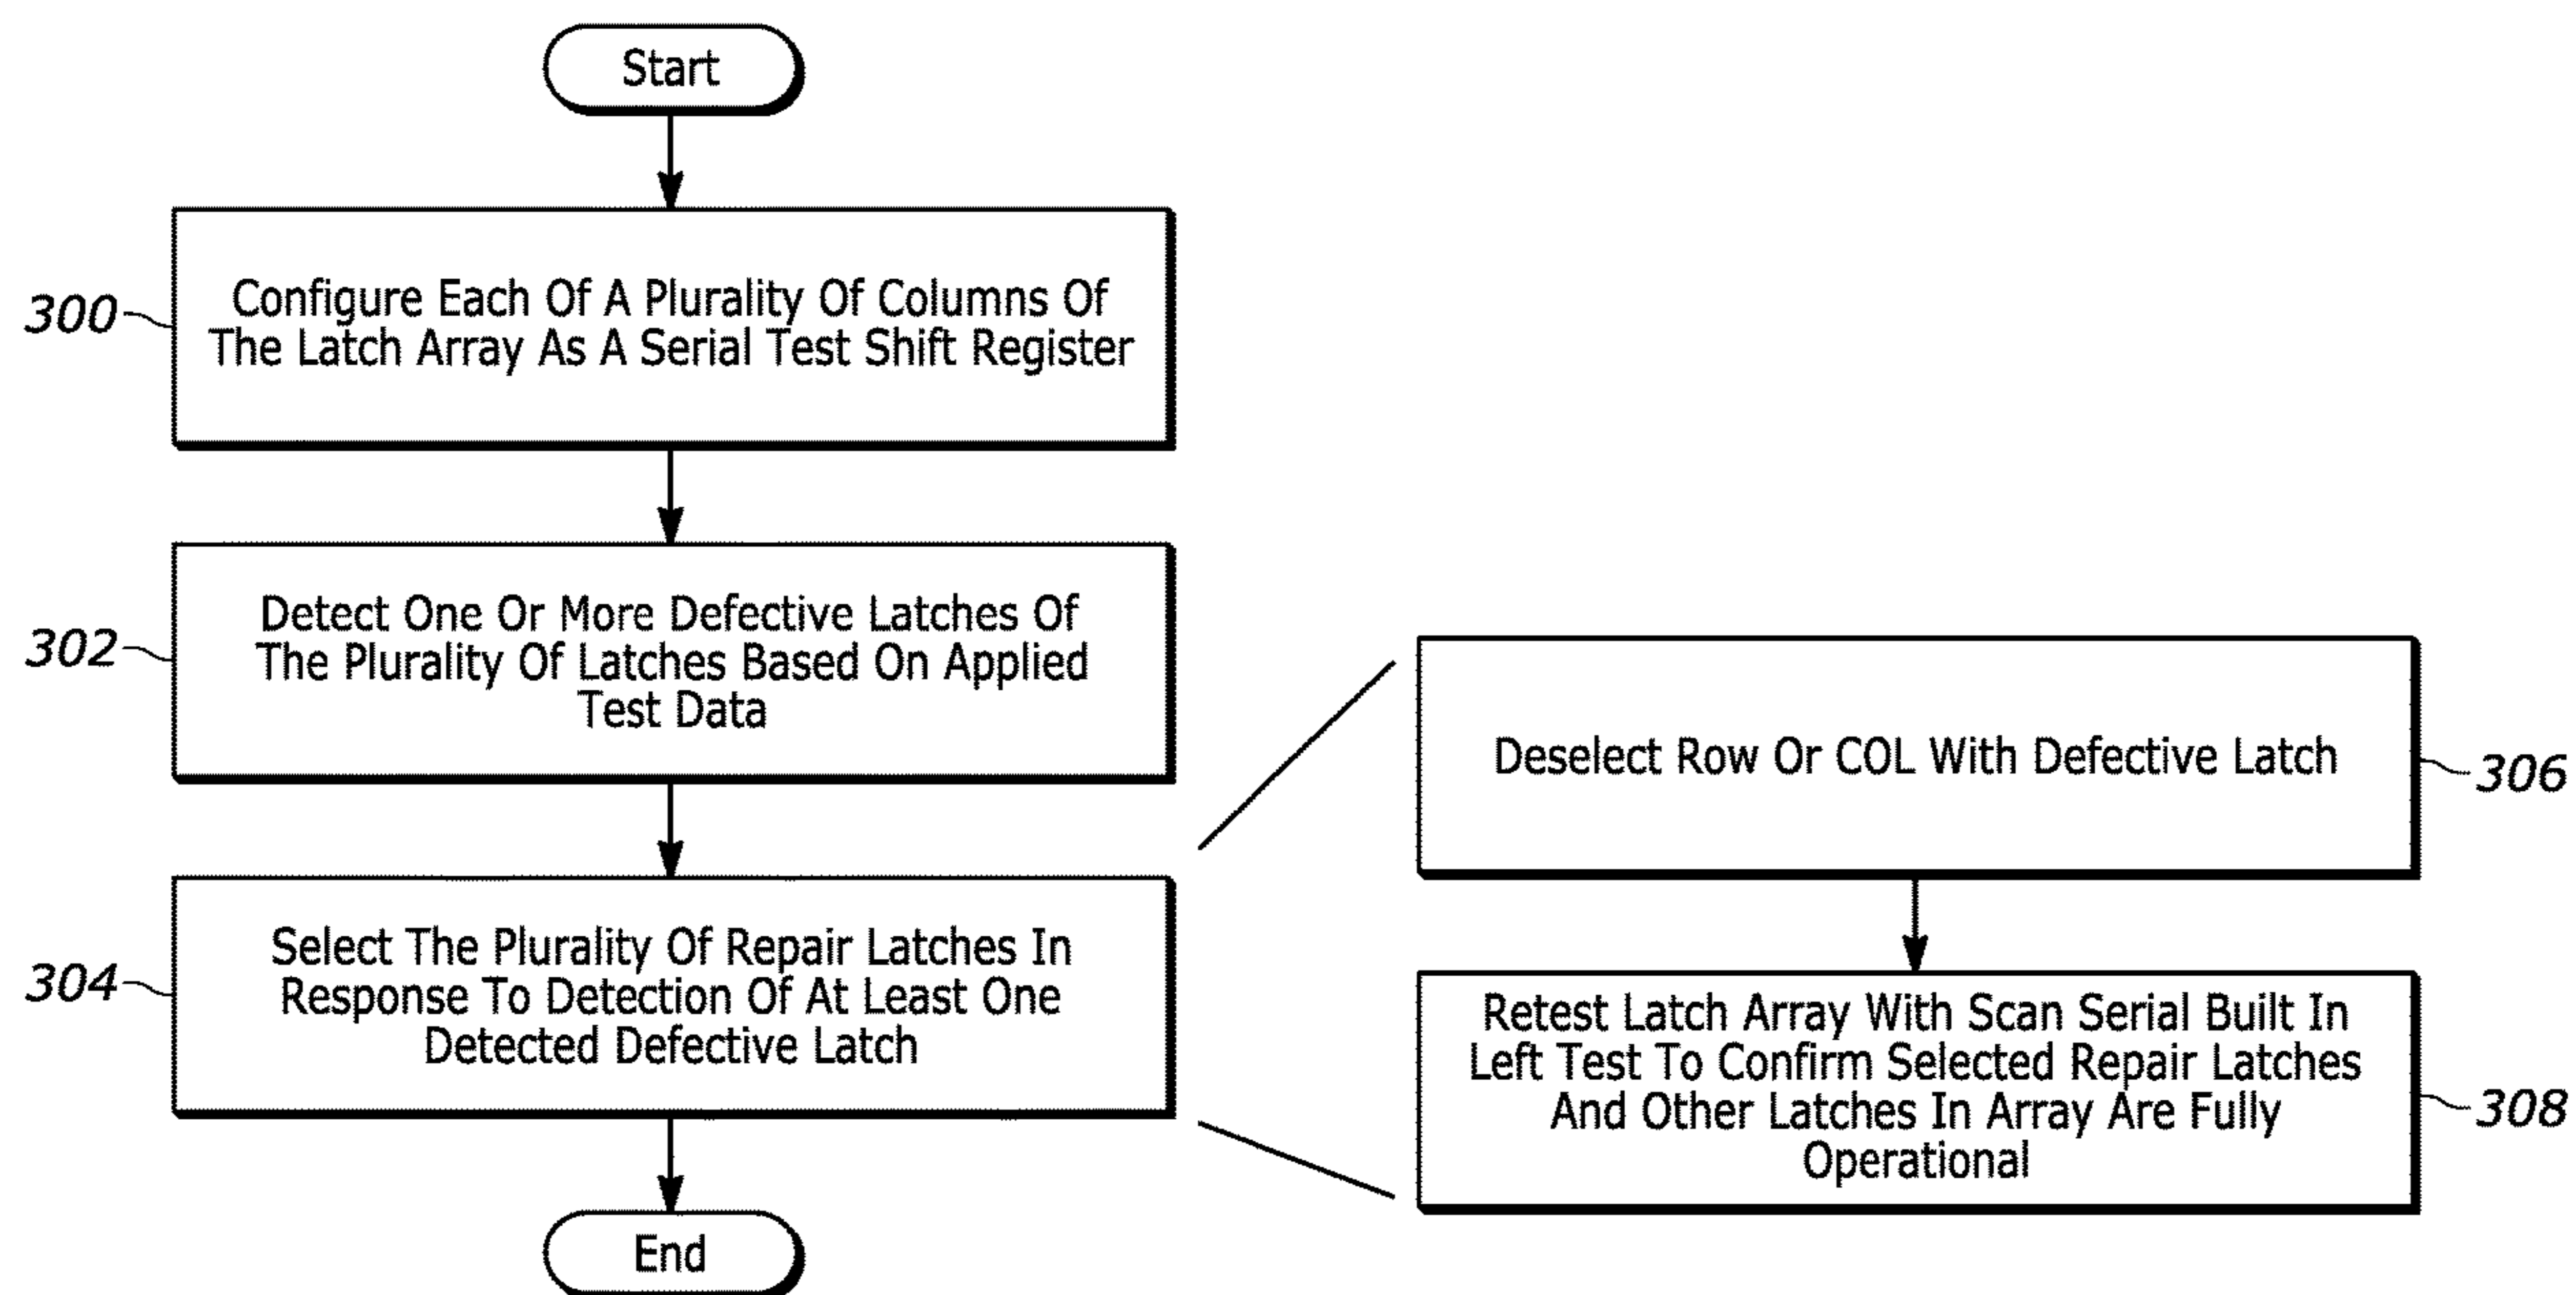 Start
300
Configure Each Of A Plurality Of Columns Of
The Latch Array As A Serial Test Shift Register
302
Detect One Or More Defective Latches Of
The Plurality Of Latches Based On Applied
Test Data
304
Select The Plurality Of Repair Latches In
Response To Detection Of At Least One
Detected Defective Latch
End
Deselect Row Or COL With Defective Latch
306
Retest Latch Array With Scan Serial Built In
Left Test To Confirm Selected Repair Latches
And Other Latches In Array Are Fully
Operational
308